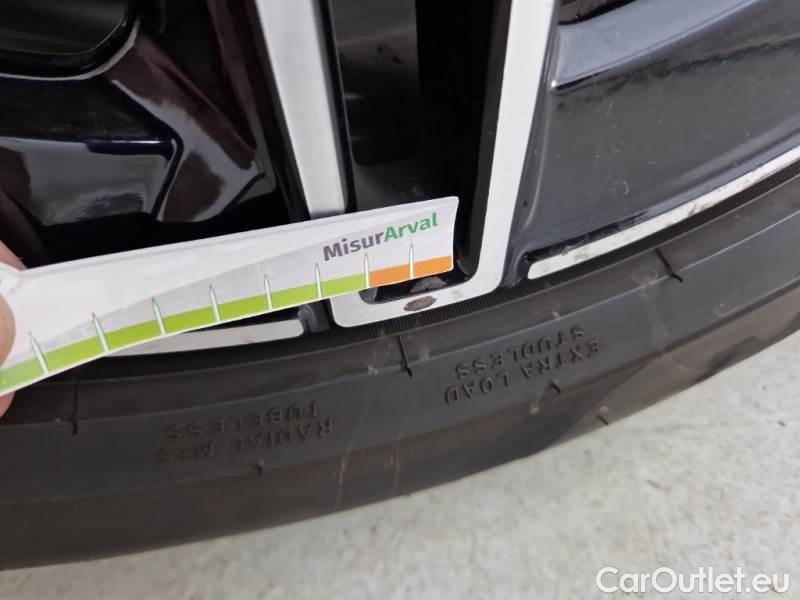 MisurArval
EXTRA LOAD
STUDLESS
RADIAL M+S
TUBELESS
CarOutlet.eu